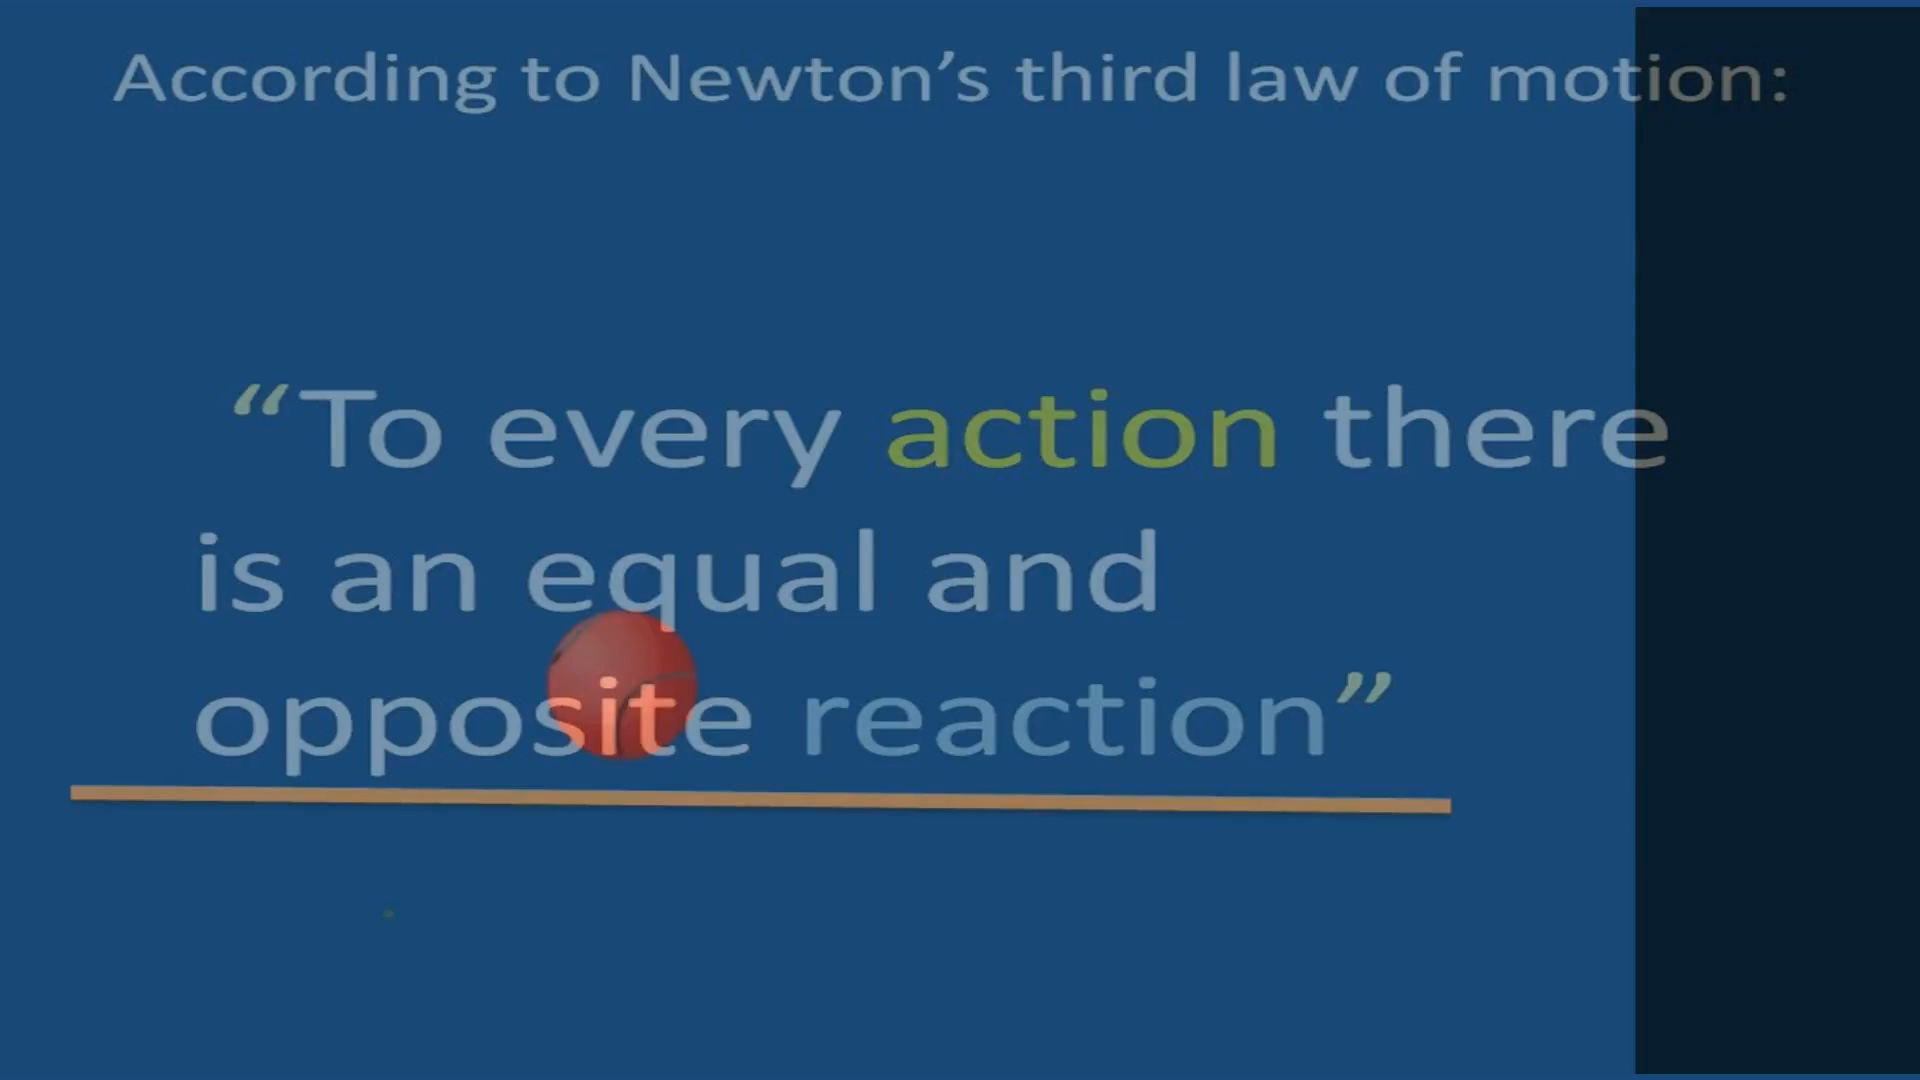 According to Newton’s third law of motion:
“To every action there
is an equal and
opposite reaction”